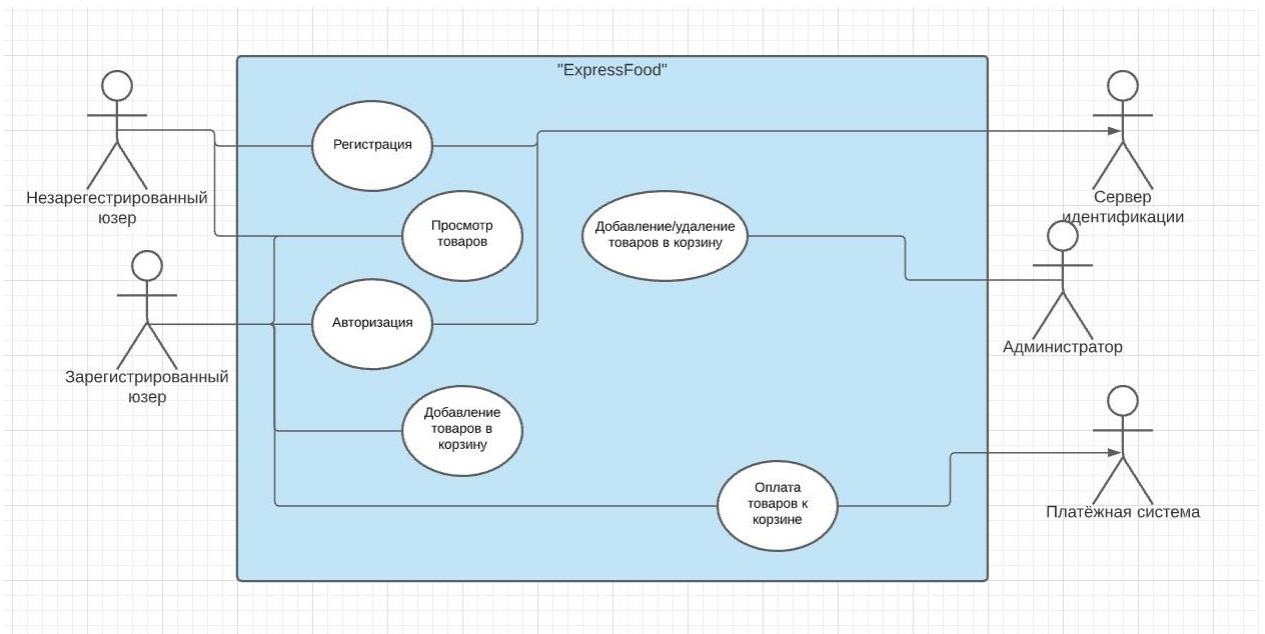 "ExpressFood"
Регистрация
Незарегестрированный
юзер
Сервер
идентификации
Просмотр
товаров
Добавление/удаление
товаров в корзину
Авторизация
Администратор
Зарегистрированный
юзер
Добавление
товаров в
корзину
Оплата
товаров к
корзине
Платёжная система